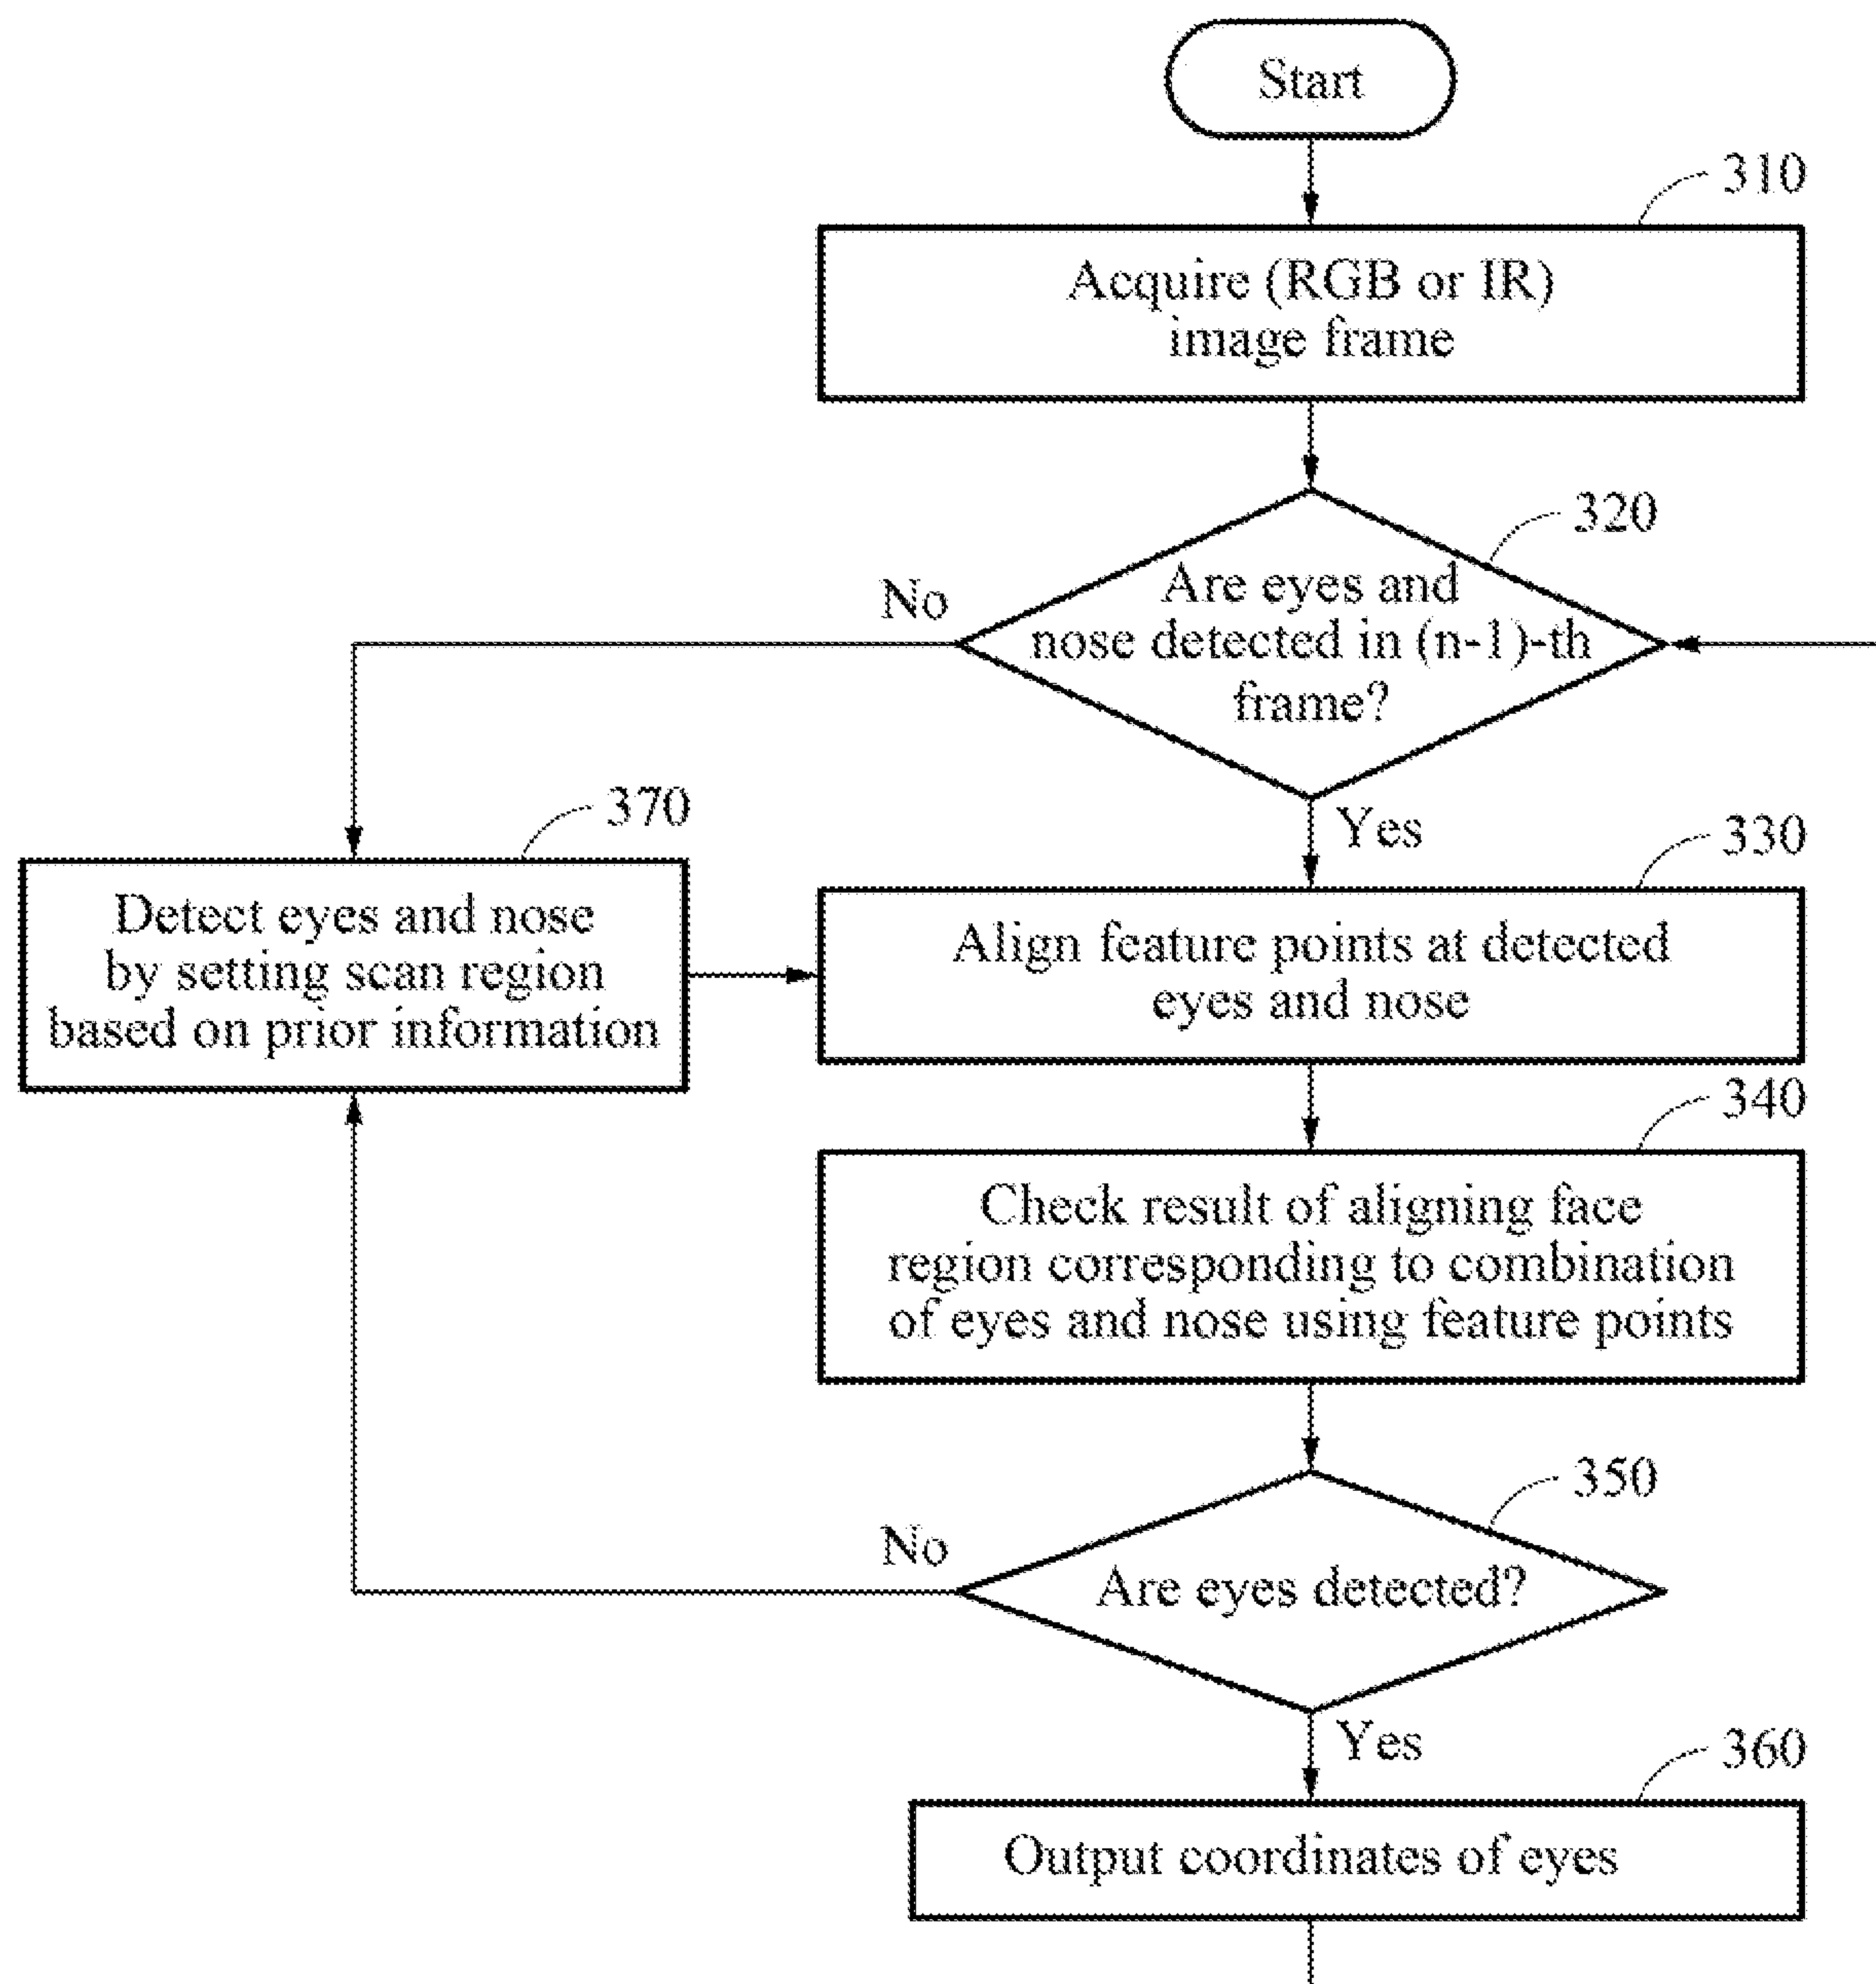 Start
310
Acquire (RGB or IR)
image frame
320
No
Are eyes and
nose detected in (n-1)-th
frame?
Yes
370
Detect eyes and nose
by setting scan region
based on prior information
330
Align feature points at detected
eyes and nose
340
Check result of aligning face
region corresponding to combination
of eyes and nose using feature points
350
No
Are eyes detected?
Yes
360
Output coordinates of eyes